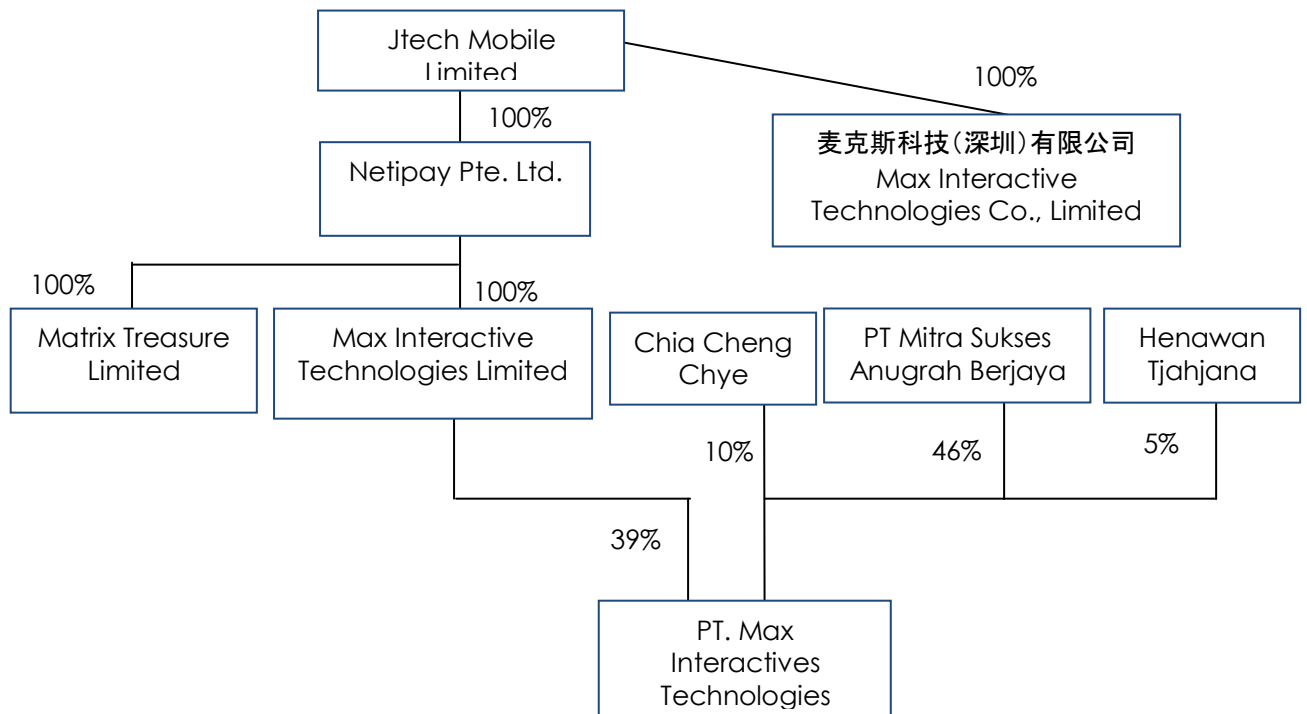 Jtech Mobile
Limited
100%
100%
麦克斯科技（深圳）有限公司
Max Interactive
Technologies Co., Limited
Netipay Pte. Ltd.
100%
100%
Matrix Treasure
Limited
Max Interactive
Technologies Limited
Chia Cheng
Chye
PT Mitra Sukses
Anugrah Berjaya
Henawan
Tjahjana
10%
46%
5%
39%
PT. Max
Interactives
Technologies